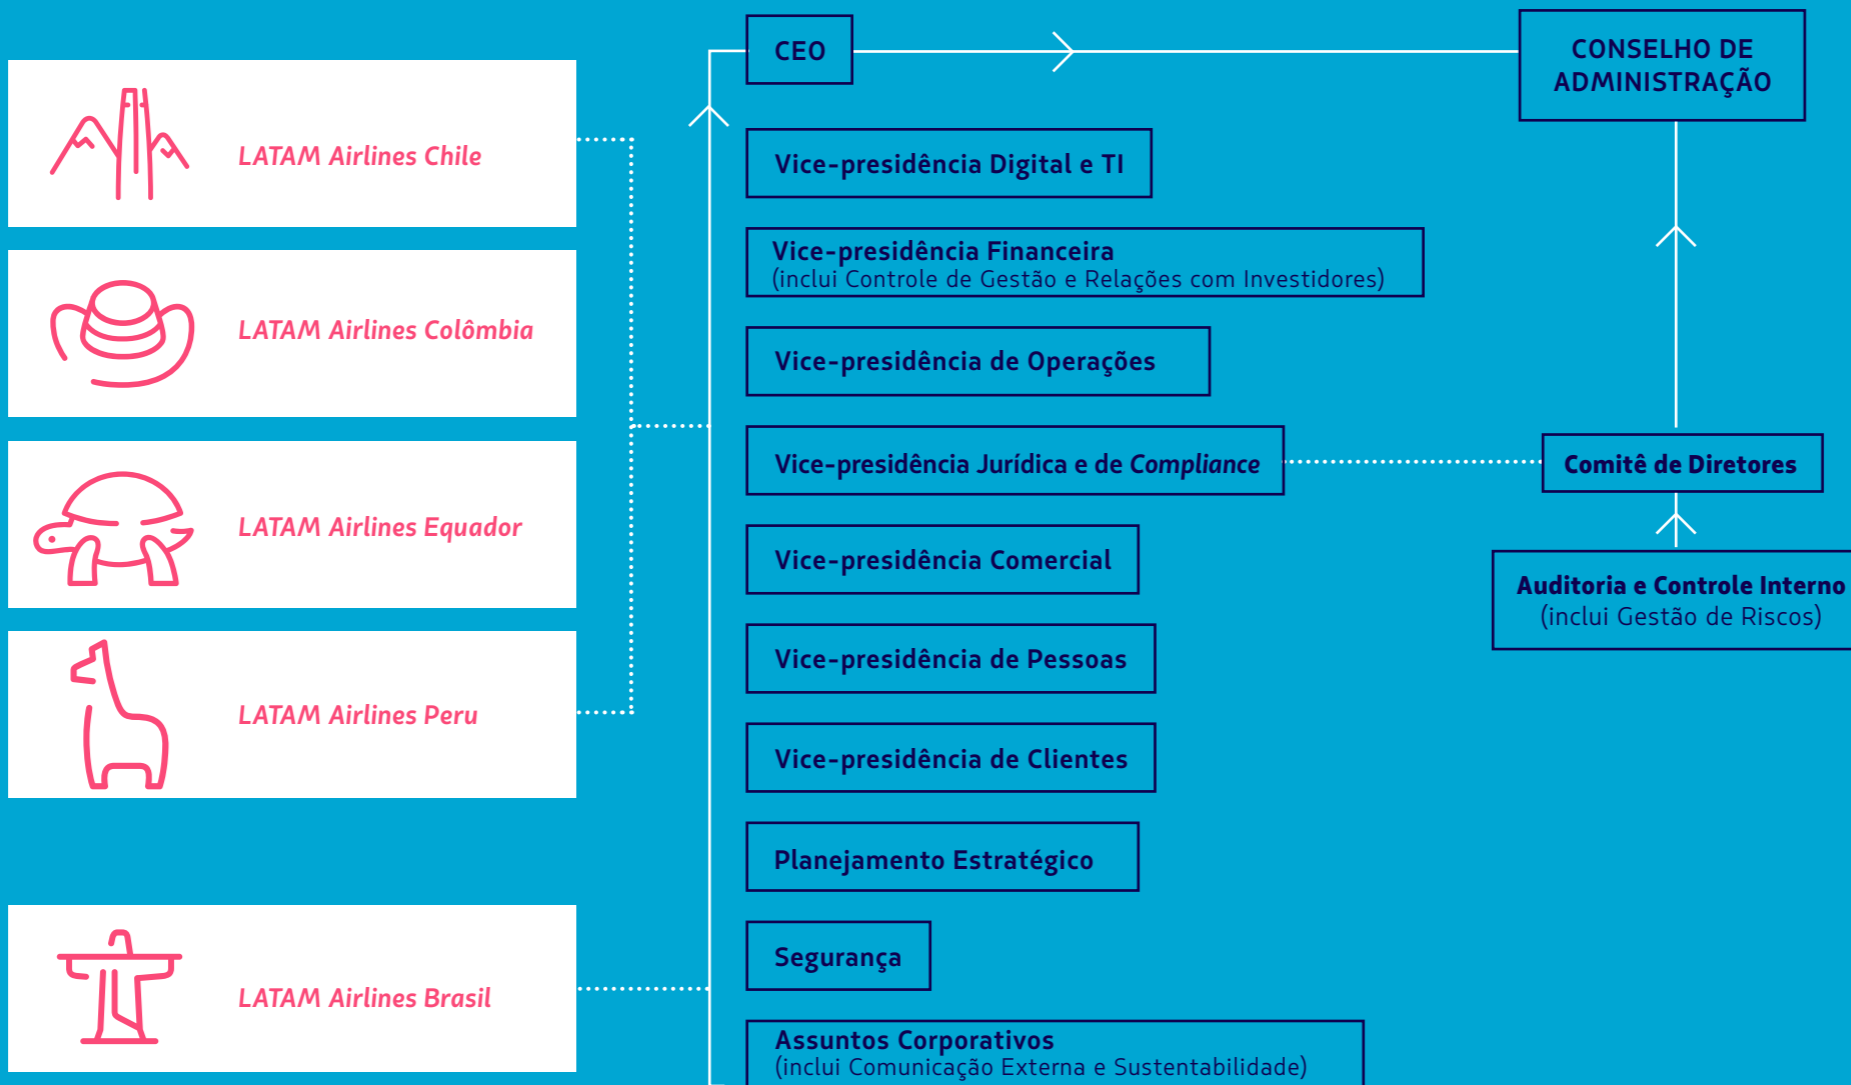 LATAM Airlines Chile
LATAM Airlines Colômbia
LATAM Airlines Equador
LATAM Airlines Peru
LATAM Airlines Brasil
CEO
Vice-presidência Digital e TI
Vice-presidência Financeira
(inclui Controle de Gestão e Relações com Investidores)
Vice-presidência de Operações
Vice-presidência Jurídica e de Compliance
Vice-presidência Comercial
Vice-presidência de Pessoas
Vice-presidência de Clientes
Planejamento Estratégico
Segurança
Assuntos Corporativos
(inclui Comunicação Externa e Sustentabilidade)
CONSELHO DE
ADMINISTRAÇÃO
Comitê de Diretores
Auditoria e Controle Interno
(inclui Gestão de Riscos)